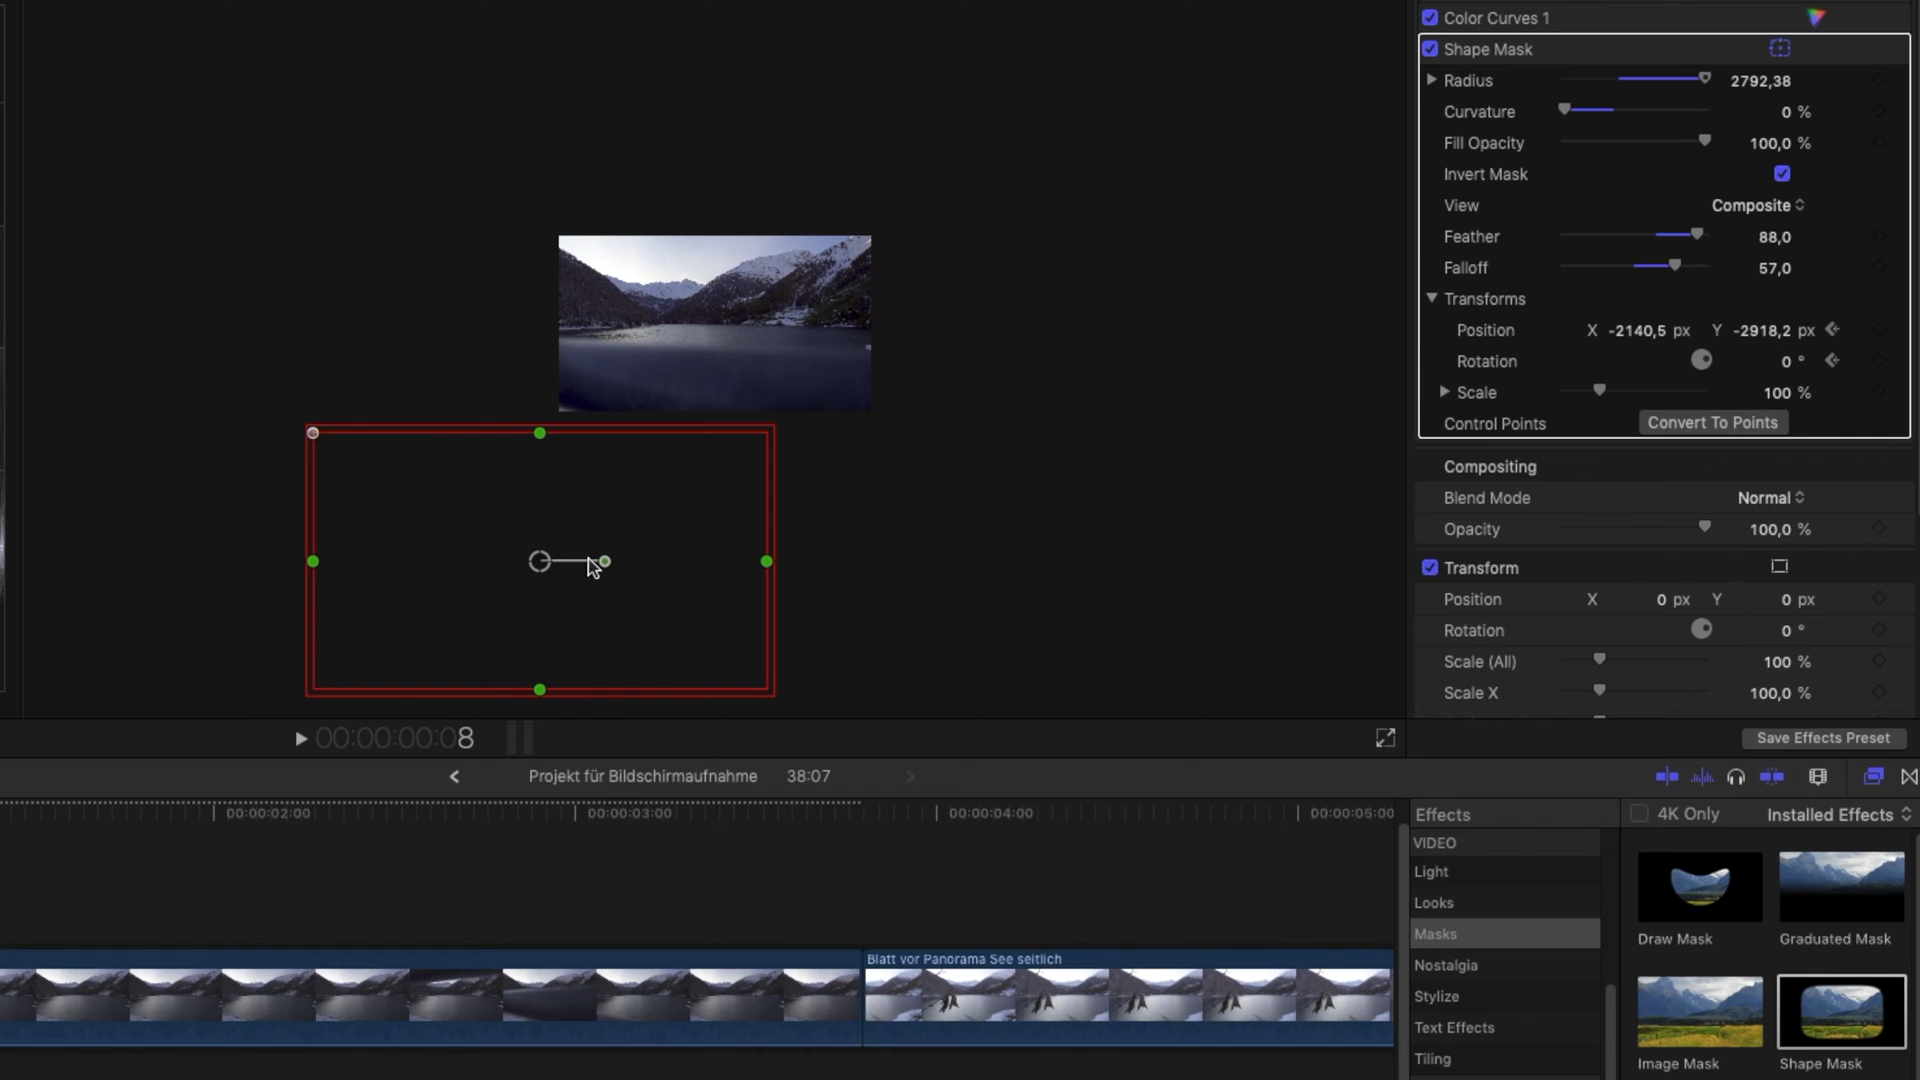 Color Curves 1
Shape Mask
Radius 2792,38
Curvature 0 %
Fill Opacity 100,0 %
Invert Mask
View Composite
Feather 88,0
Falloff 57,0
Transforms
Position X -2140,5 px Y -2918,2 px
Rotation 0 °
Scale 100 %
Control Points Convert To Points
Compositing
Blend Mode Normal
Opacity 100,0 %
Transform
Position X 0 px Y 0 px
Rotation 0 °
Scale (All) 100 %
Scale X 100,0 %
00:00:00:08
Save Effects Preset
Projekt für Bildschirmaufnahme 38:07
00:00:02:00 00:00:03:00 00:00:04:00 00:00:05:00
Blatt vor Panorama See seitlich
Effects
4K Only Installed Effects
VIDEO
Light
Looks
Masks
Nostalgia
Stylize
Text Effects
Tiling
Draw Mask
Graduated Mask
Image Mask
Shape Mask